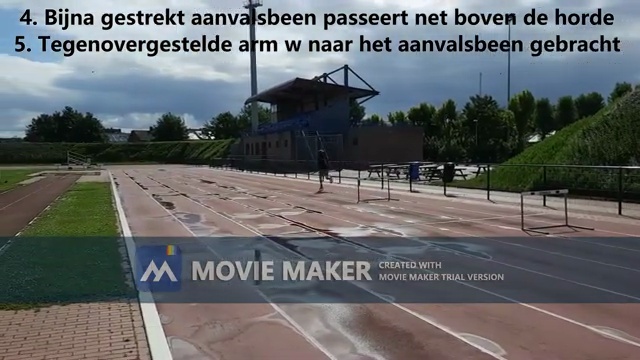 4. Bijna gestrekt aanvalsbeen passeert net boven de horde
5. Tegenovergestelde arm w naar het aanvalsbeen gebracht
MOVIE MAKER
CREATED WITH
MOVIE MAKER TRIAL VERSION